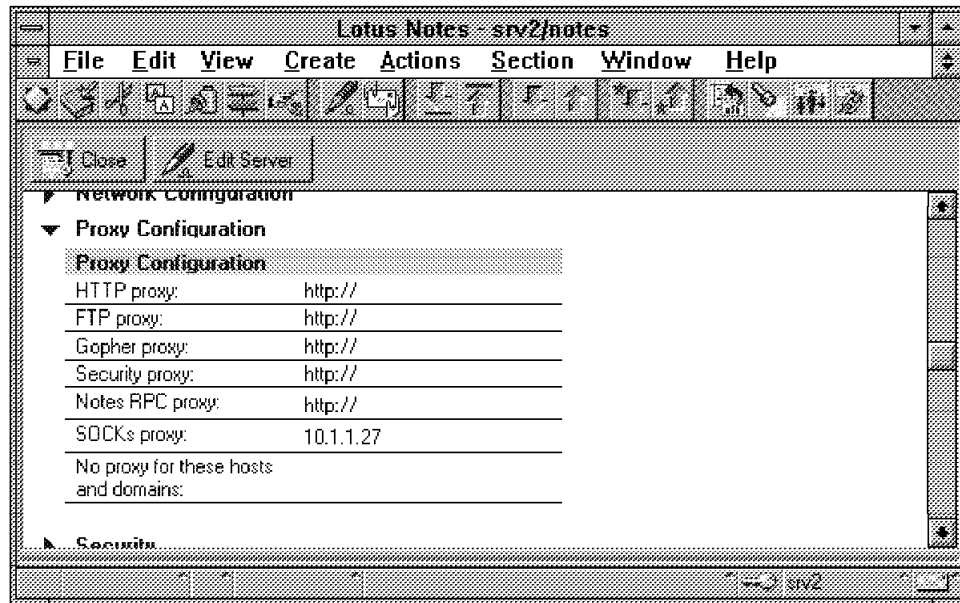 Lotus Notes - srv2/notes
File Edit View Create Actions Section Window Help
Close Edit Server
Network Configuration
Proxy Configuration
Proxy Configuration
HTTP proxy: http://
FTP proxy: http://
Gopher proxy: http://
Security proxy: http://
Notes RPC proxy: http://
SOCKs proxy: 10.1.1.27
No proxy for these hosts
and domains:
Security
srv2